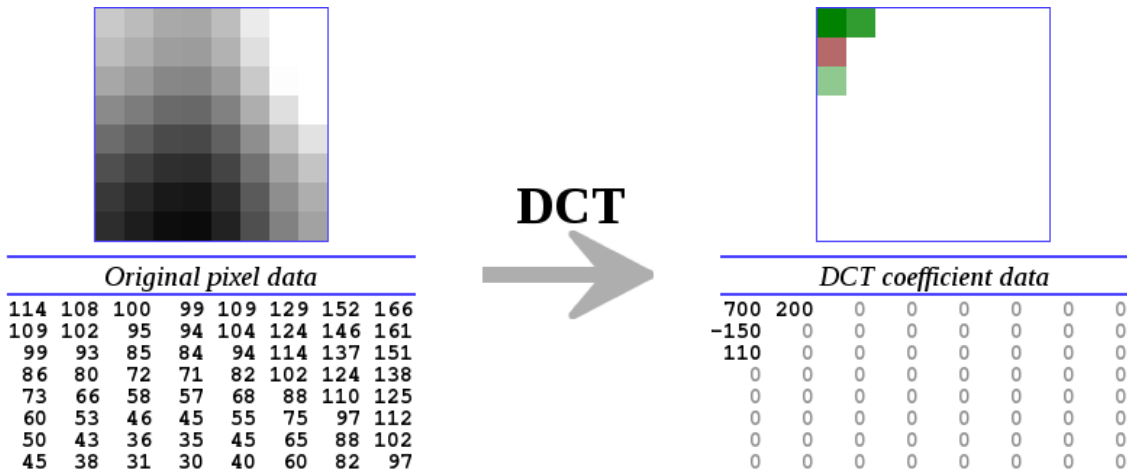 DCT
Original pixel data
114 108 100 99 109 129 152 166
109 102 95 94 104 124 146 161
99 93 85 84 94 114 137 151
86 80 72 71 82 102 124 138
73 66 58 57 68 88 110 125
60 53 46 45 55 75 97 112
50 43 36 35 45 65 88 102
45 38 31 30 40 60 82 97
DCT coefficient data
700 200 0 0 0 0 0 0
-150 0 0 0 0 0 0 0
110 0 0 0 0 0 0 0
0 0 0 0 0 0 0 0
0 0 0 0 0 0 0 0
0 0 0 0 0 0 0 0
0 0 0 0 0 0 0 0
0 0 0 0 0 0 0 0